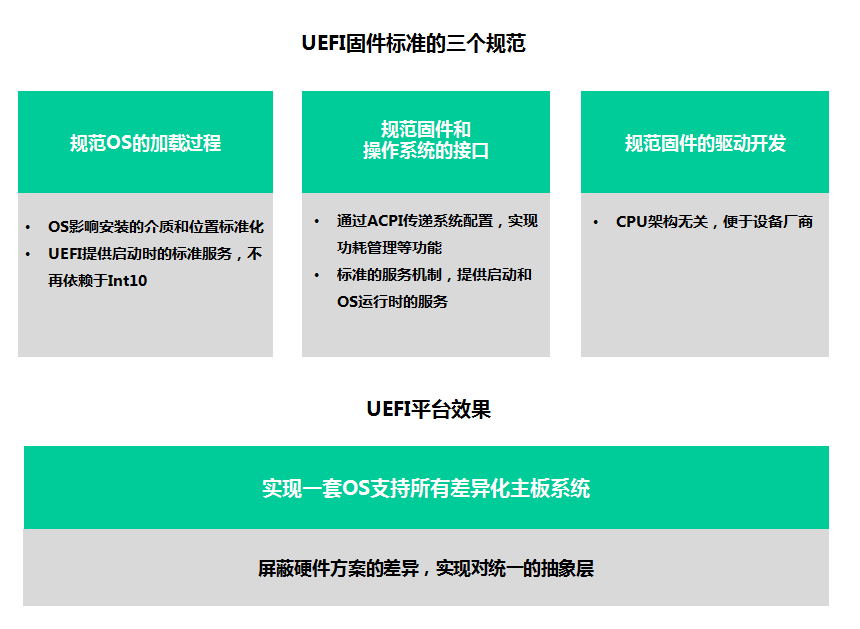 UEFI固件标准的三个规范
规范OS的加载过程
• OS影响安装的介质和位置标准化
• UEFI提供启动时的标准服务，不
再依赖于Int10
规范固件和
操作系统的接口
• 通过ACPI传递系统配置，实现
功耗管理等功能
• 标准的服务机制，提供启动和
OS运行时的服务
规范固件的驱动开发
• CPU架构无关，便于设备厂商
UEFI平台效果
实现一套OS支持所有差异化主板系统
屏蔽硬件方案的差异，实现对统一的抽象层